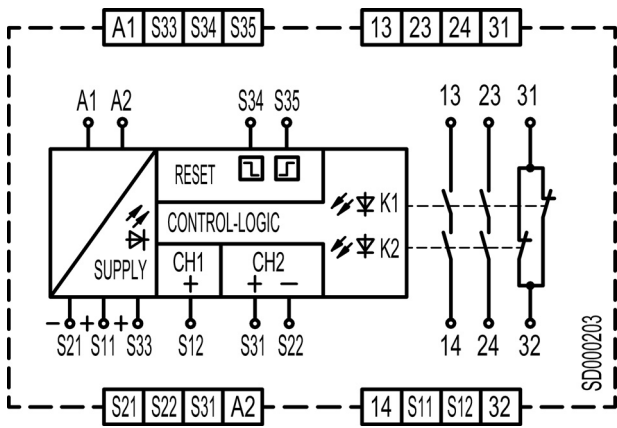 A1 S33 S34 S35 13 23 24 31
A1 A2 S34 S35 13 23 31
RESET
K1
CONTROL-LOGIC
K2
SUPPLY CH1 CH2
+ + −
− + +
S21 S11 S33 S12 S31 S22 14 24 32
SD000203
S21 S22 S31 A2 14 S11 S12 32